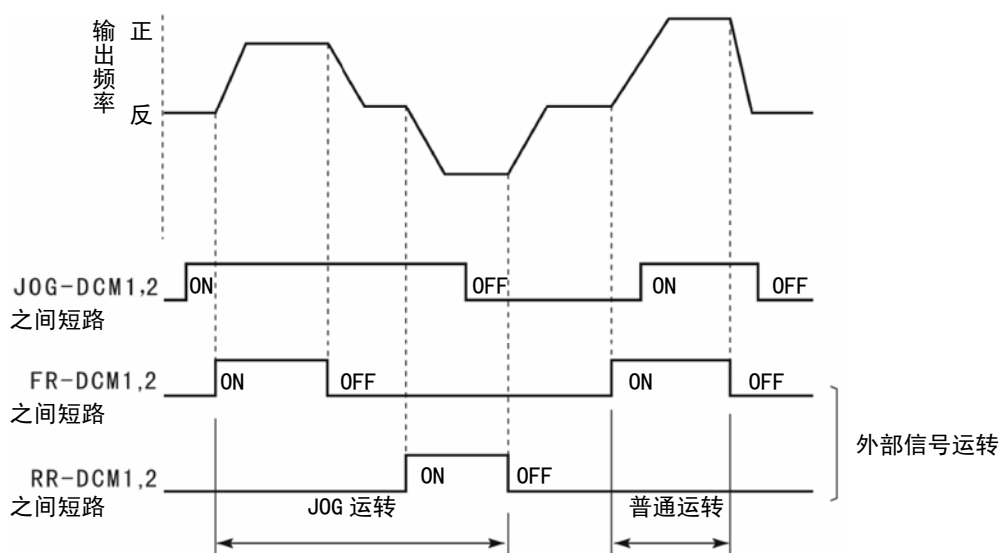 输出频率
正
反
JOG-DCM1,2
之间短路
ON
OFF
ON
OFF
FR-DCM1,2
之间短路
ON
OFF
ON
OFF
RR-DCM1,2
之间短路
ON
OFF
外部信号运转
JOG 运转
普通运转